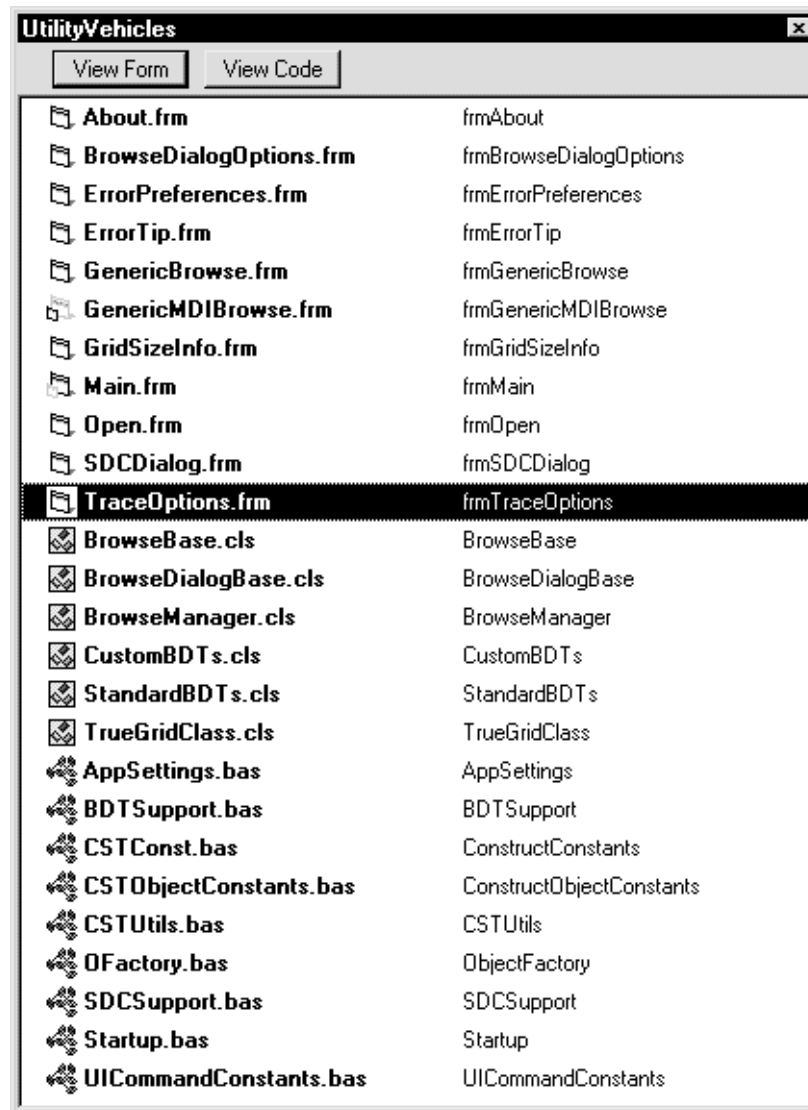 UtilityVehicles
View Form View Code
About.frm frmAbout
BrowseDialogOptions.frm frmBrowseDialogOptions
ErrorPreferences.frm frmErrorPreferences
ErrorTip.frm frmErrorTip
GenericBrowse.frm frmGenericBrowse
GenericMDIBrowse.frm frmGenericMDIBrowse
GridSizeInfo.frm frmGridSizeInfo
Main.frm frmMain
Open.frm frmOpen
SDCDialog.frm frmSDCDialog
TraceOptions.frm frmTraceOptions
BrowseBase.cls BrowseBase
BrowseDialogBase.cls BrowseDialogBase
BrowseManager.cls BrowseManager
CustomBDTs.cls CustomBDTs
StandardBDTs.cls StandardBDTs
TrueGridClass.cls TrueGridClass
AppSettings.bas AppSettings
BDTSupport.bas BDTSupport
CSTConst.bas ConstructConstants
CSTObjectConstants.bas ConstructObjectConstants
CSTUtils.bas CSTUtils
OFactory.bas ObjectFactory
SDCSupport.bas SDCSupport
Startup.bas Startup
UICommandConstants.bas UICommandConstants